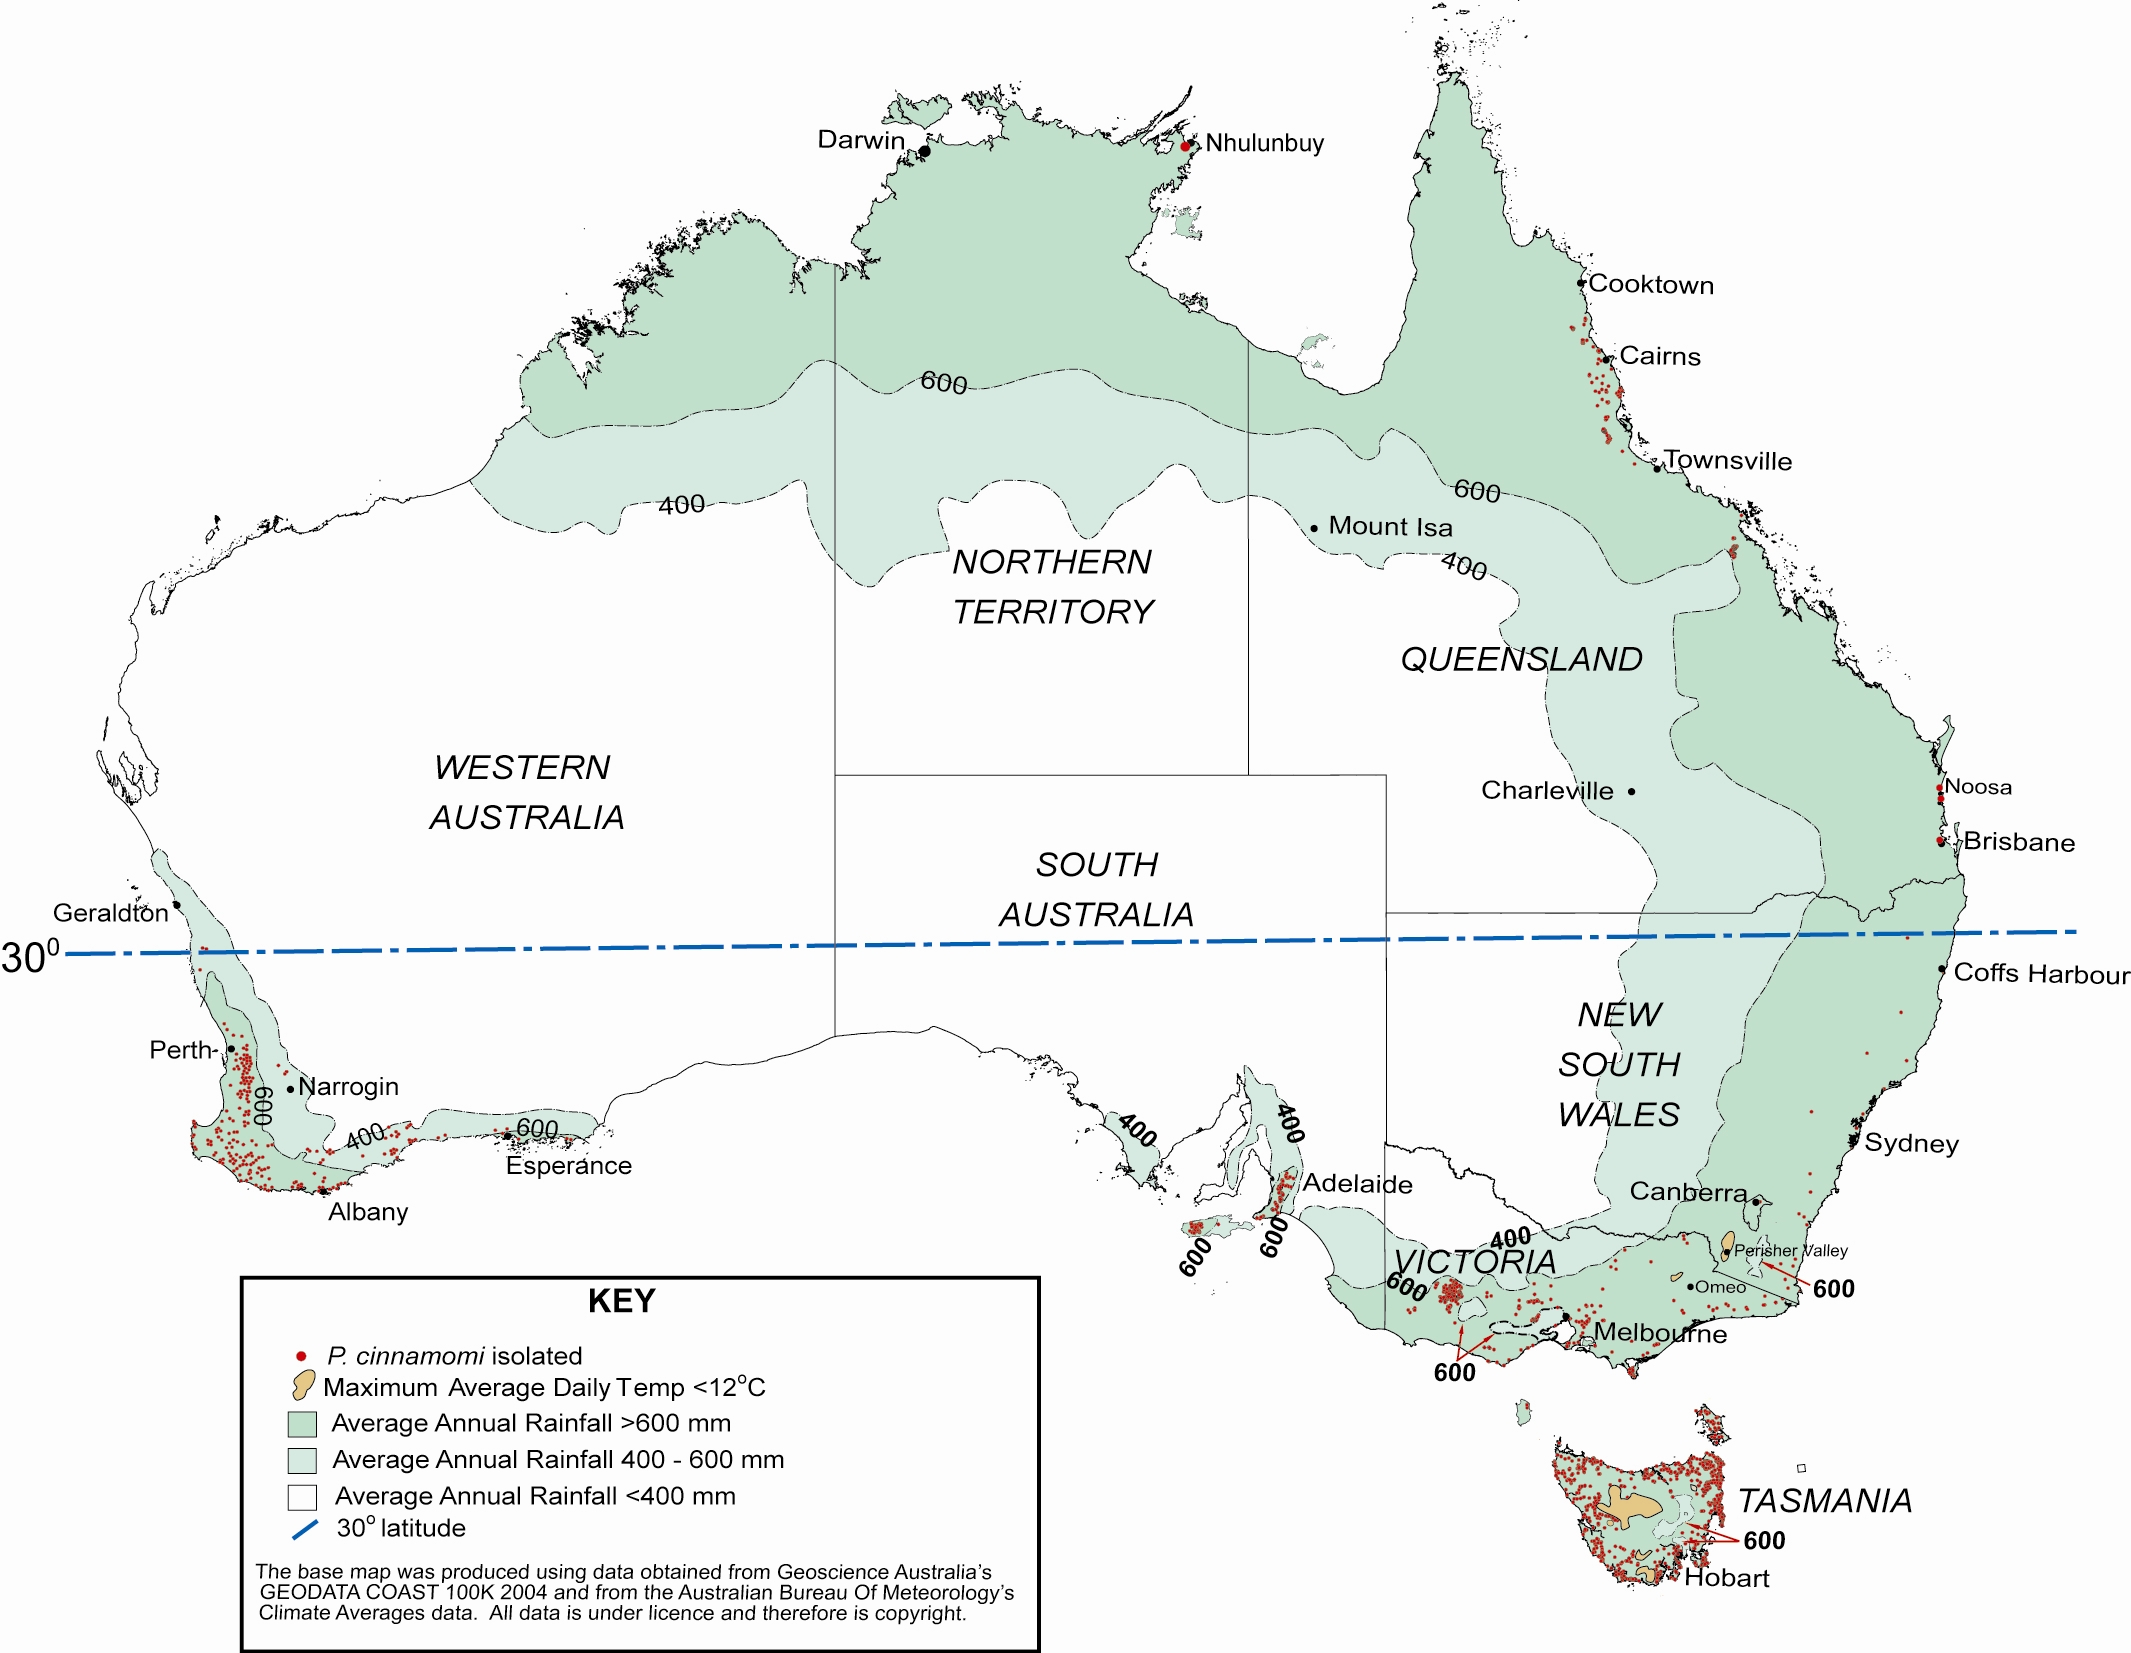 Darwin
Nhulunbuy
Cooktown
Cairns
600
Townsville
400
600
Mount Isa
NORTHERN
TERRITORY
400
QUEENSLAND
WESTERN
AUSTRALIA
Charleville
Noosa
Brisbane
SOUTH
AUSTRALIA
Geraldton
30⁰
Coffs Harbour
NEW
SOUTH
WALES
Perth
Narrogin
600
400
600
Esperance
Albany
400
400
Adelaide
600
600
Sydney
Canberra
400
VICTORIA
600
Perisher Valley
Omeo
600
Melbourne
600
TASMANIA
600
Hobart
KEY
P. cinnamomi isolated
Maximum Average Daily Temp <12°C
Average Annual Rainfall >600 mm
Average Annual Rainfall 400 - 600 mm
Average Annual Rainfall <400 mm
30° latitude
The base map was produced using data obtained from Geoscience Australia's
GEODATA COAST 100K 2004 and from the Australian Bureau Of Meteorology's
Climate Averages data. All data is under licence and therefore is copyright.